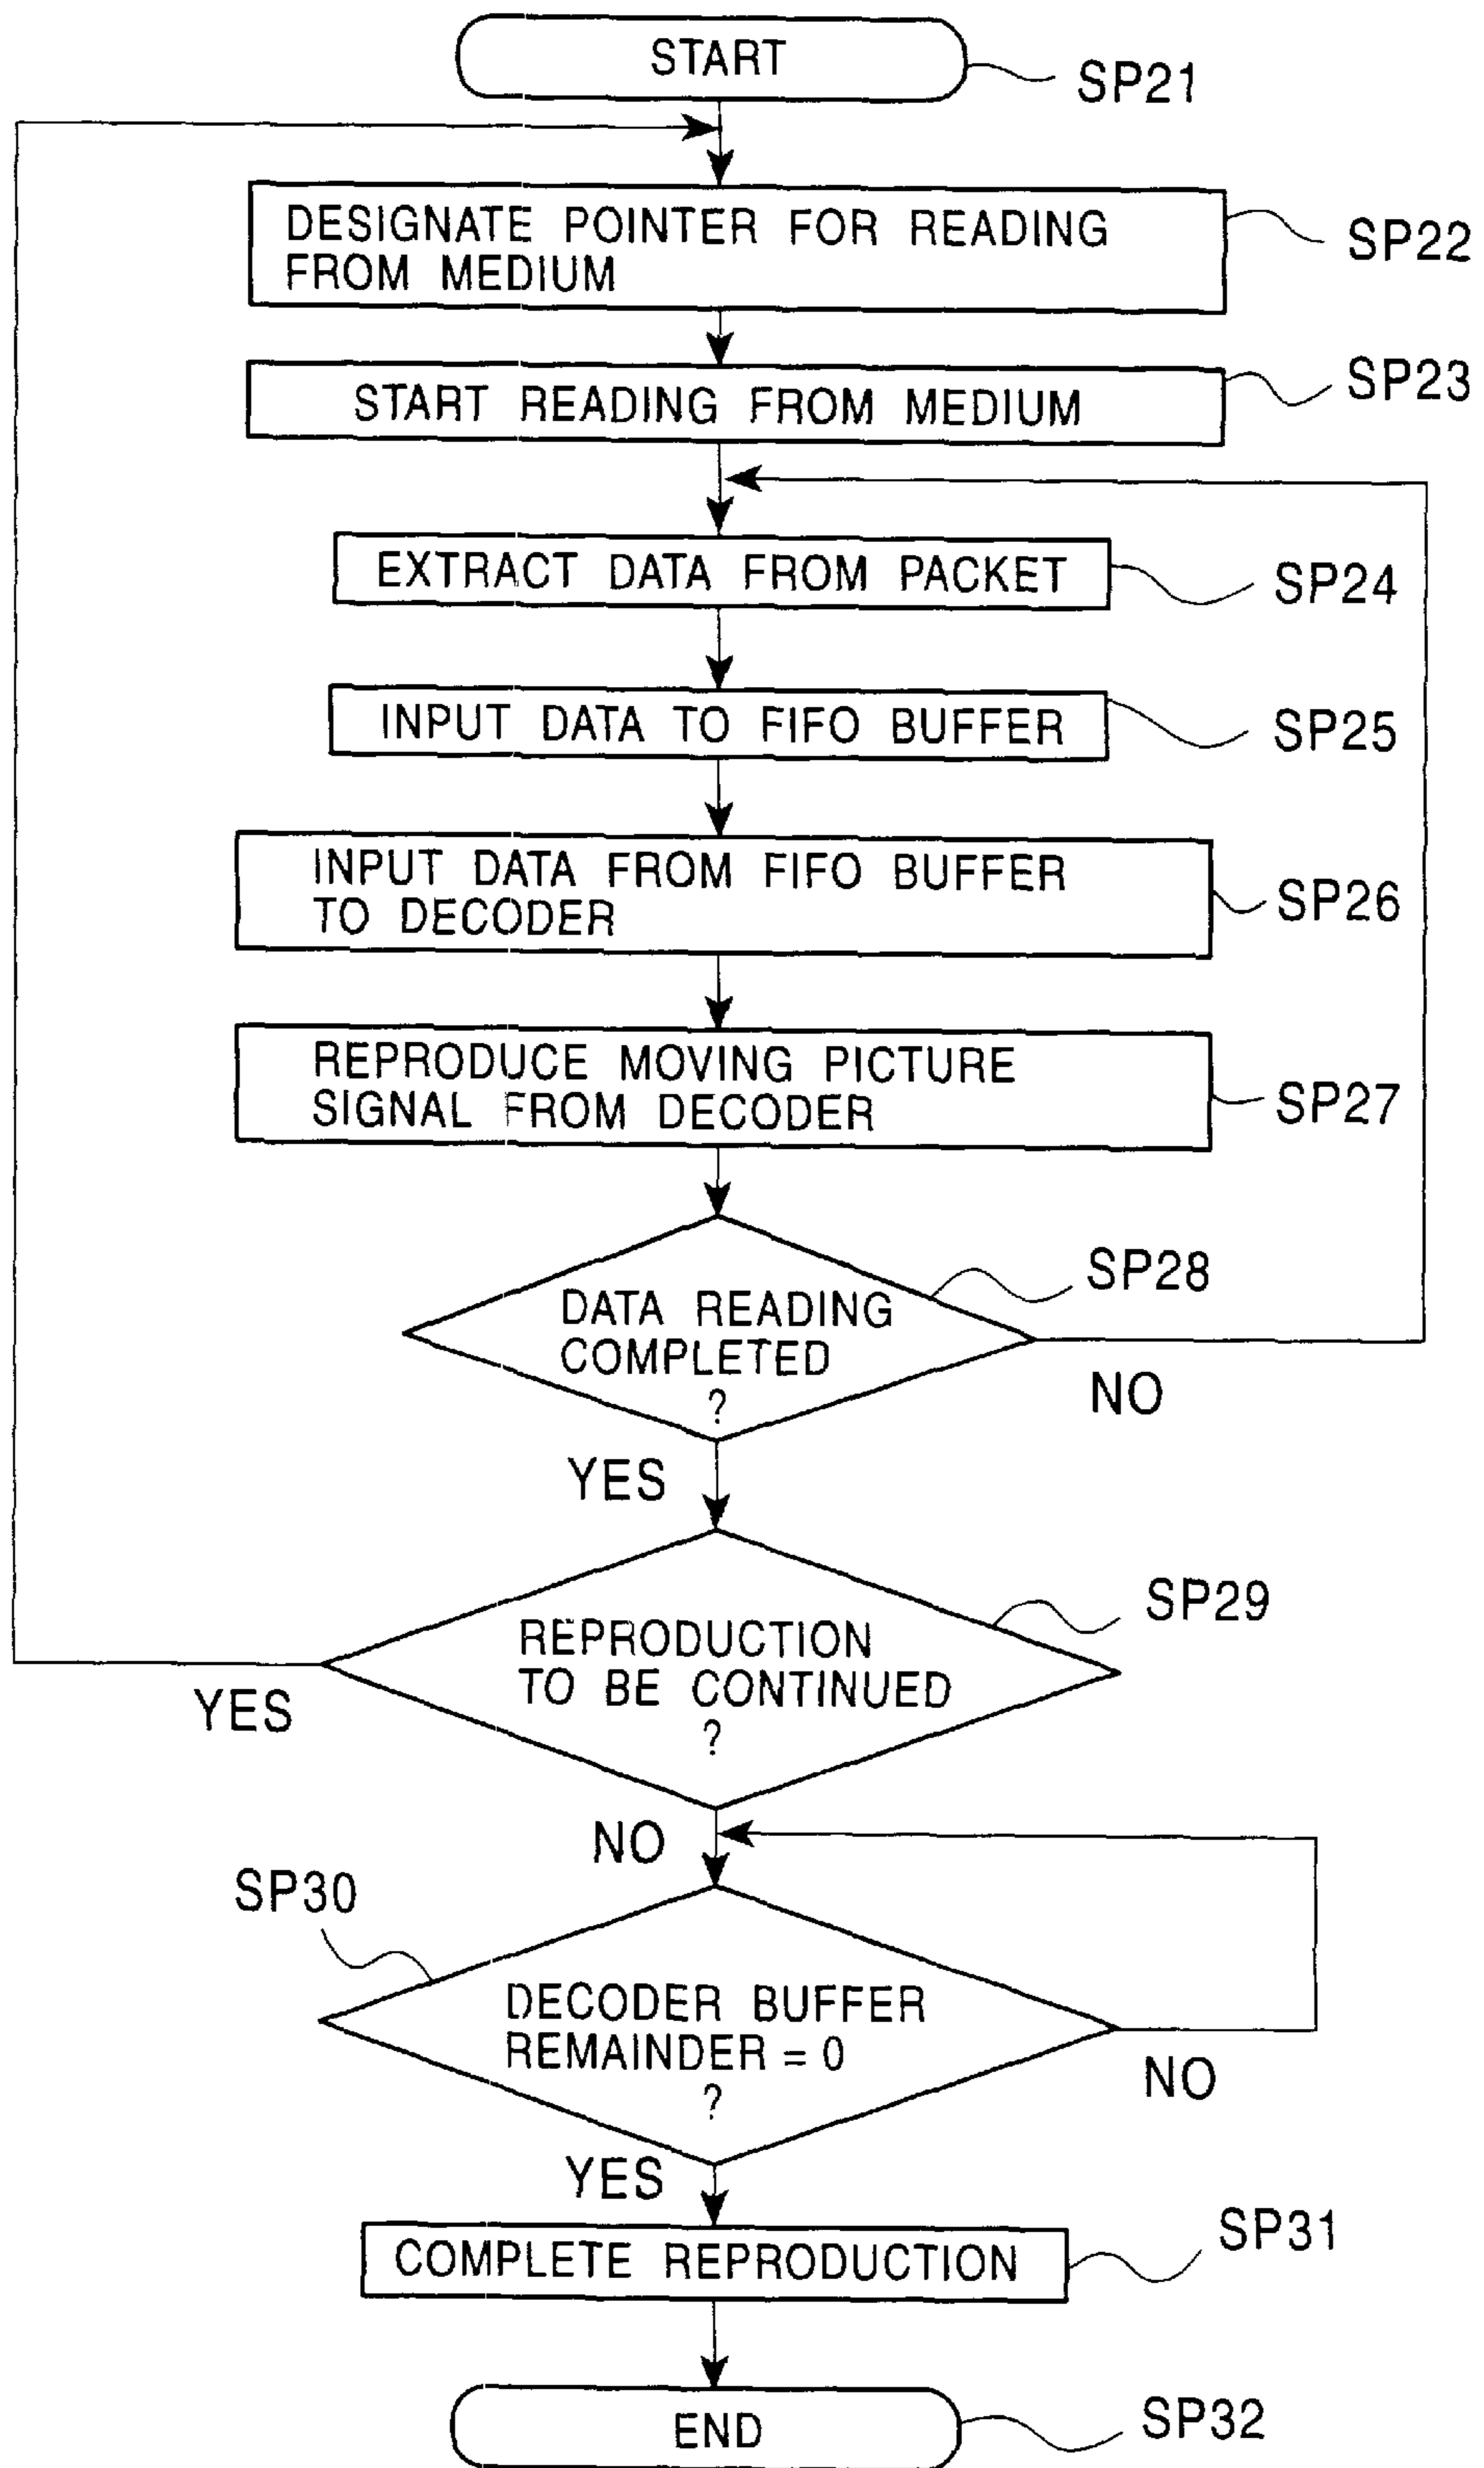 START
SP21
DESIGNATE POINTER FOR READING
FROM MEDIUM
SP22
START READING FROM MEDIUM
SP23
EXTRACT DATA FROM PACKET
SP24
INPUT DATA TO FIFO BUFFER
SP25
INPUT DATA FROM FIFO BUFFER
TO DECODER
SP26
REPRODUCE MOVING PICTURE
SIGNAL FROM DECODER
SP27
SP28
DATA READING
COMPLETED
?
NO
YES
SP29
REPRODUCTION
TO BE CONTINUED
?
YES
NO
SP30
DECODER BUFFER
REMAINDER = 0
?
NO
YES
COMPLETE REPRODUCTION
SP31
END
SP32